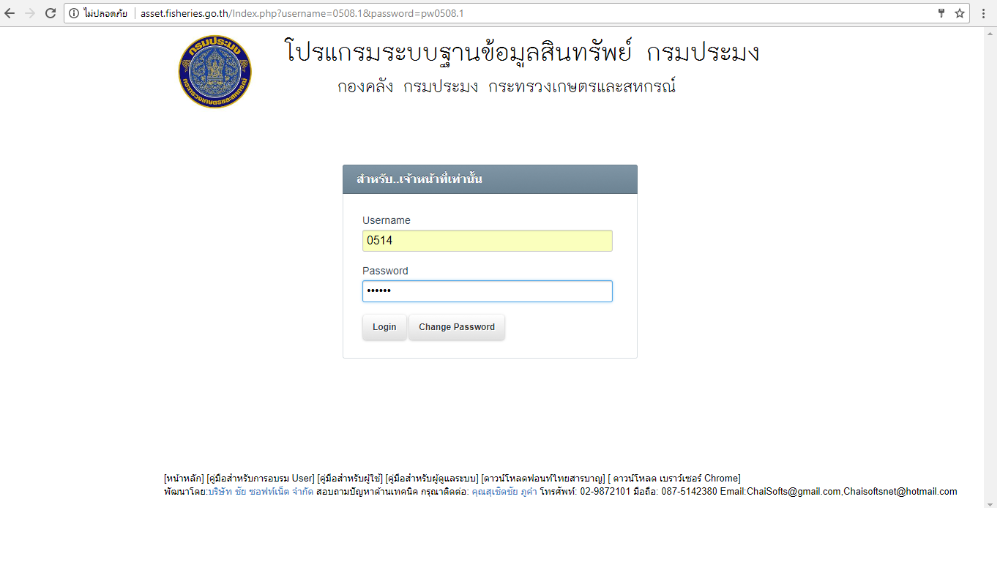 ไม่ปลอดภัย asset.fisheries.go.th/Index.php?username=0508.1&password=pw0508.1
กรมประมง
กระทรวงเกษตรและสหกรณ์
โปรแกรมระบบฐานข้อมูลสินทรัพย์ กรมประมง
กองคลัง กรมประมง กระทรวงเกษตรและสหกรณ์
สำหรับ..เจ้าหน้าที่เท่านั้น
Username
0514
Password
••••••
Login Change Password
[หน้าหลัก] [คู่มือสำหรับการอบรม User] [คู่มือสำหรับผู้ใช้] [คู่มือสำหรับผู้ดูแลระบบ] [ดาวน์โหลดฟอนท์ไทยสารบาญ] [ ดาวน์โหลด เบราว์เซอร์ Chrome]
พัฒนาโดย:บริษัท ชัย ซอฟท์เน็ต จำกัด สอบถามปัญหาด้านเทคนิค กรุณาติดต่อ: คุณสุเชิดชัย ภูคำ โทรศัพท์: 02-9872101 มือถือ: 087-5142380 Email:ChaiSofts@gmail.com,Chaisoftsnet@hotmail.com